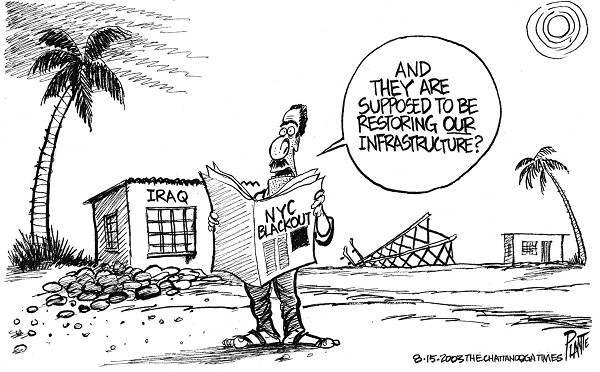 AND
THEY ARE
SUPPOSED TO BE
RESTORING OUR
INFRASTRUCTURE?
IRAQ
NYC
BLACKOUT
PLANTE
8-15-2003 THE CHATTANOOGA TIMES